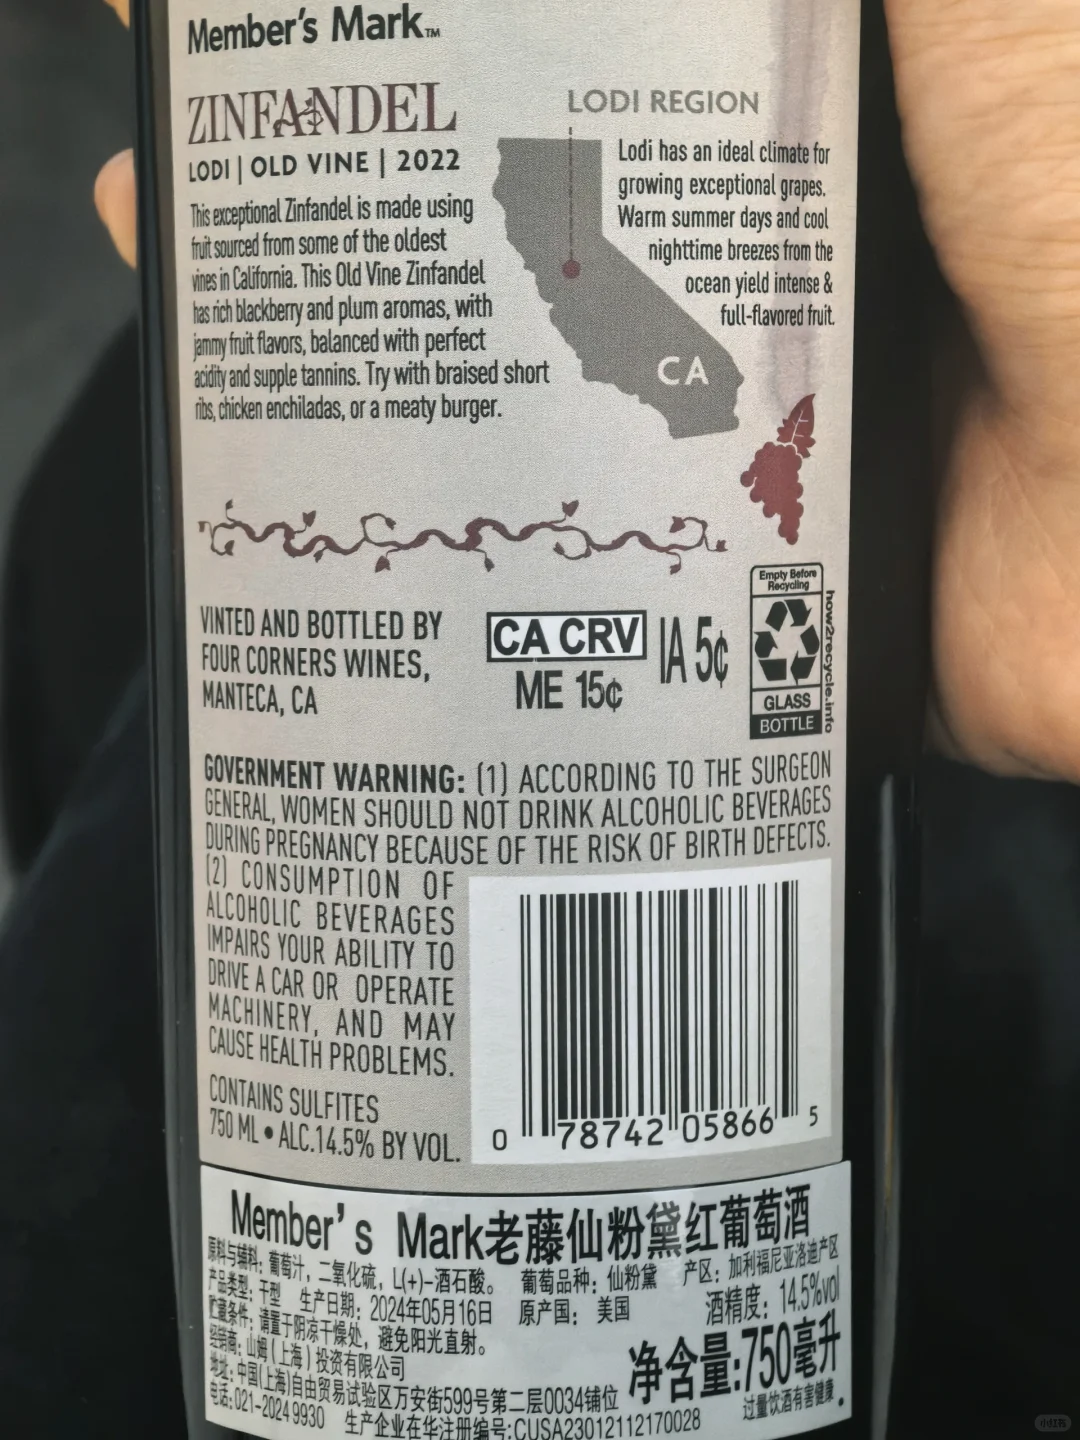 Member's Mark™
ZINFANDEL
LODI | OLD VINE | 2022
This exceptional Zinfandel is made using
fruit sourced from some of the oldest
vines in California. This Old Vine Zinfandel
has rich blackberry and plum aromas, with
jammy fruit flavors, balanced with perfect
acidity and supple tannins. Try with braised short
ribs, chicken enchiladas, or a meaty burger.
LODI REGION
Lodi has an ideal climate for
growing exceptional grapes.
Warm summer days and cool
nighttime breezes from the
ocean yield intense &
full-flavored fruit.
CA
VINTED AND BOTTLED BY
FOUR CORNERS WINES,
MANTECA, CA
CA CRV
ME 15¢
IA 5¢
Empty Before
Recycling
GLASS
BOTTLE
how2recycle.info
GOVERNMENT WARNING: (1) ACCORDING TO THE SURGEON
GENERAL, WOMEN SHOULD NOT DRINK ALCOHOLIC BEVERAGES
DURING PREGNANCY BECAUSE OF THE RISK OF BIRTH DEFECTS.
(2) CONSUMPTION OF
ALCOHOLIC BEVERAGES
IMPAIRS YOUR ABILITY TO
DRIVE A CAR OR OPERATE
MACHINERY, AND MAY
CAUSE HEALTH PROBLEMS.
CONTAINS SULFITES
750 ML • ALC.14.5% BY VOL.
0 78742 05866 5
Member's Mark老藤仙粉黛红葡萄酒
原料与辅料: 葡萄汁, 二氧化硫, L(+)-酒石酸。 葡萄品种: 仙粉黛 产区: 加利福尼亚洛迪产区
产品类型: 干型 生产日期: 2024年05月16日 原产国: 美国 酒精度: 14.5%vol
贮藏条件: 请置于阴凉干燥处, 避免阳光直射。
经销商: 山姆(上海)投资有限公司
净含量:750毫升
地址: 中国(上海)自由贸易试验区万安街599号第二层0034铺位
过量饮酒有害健康.
电话: 021-2024 9930 生产企业在华注册编号:CUSA23012112170028
小红书